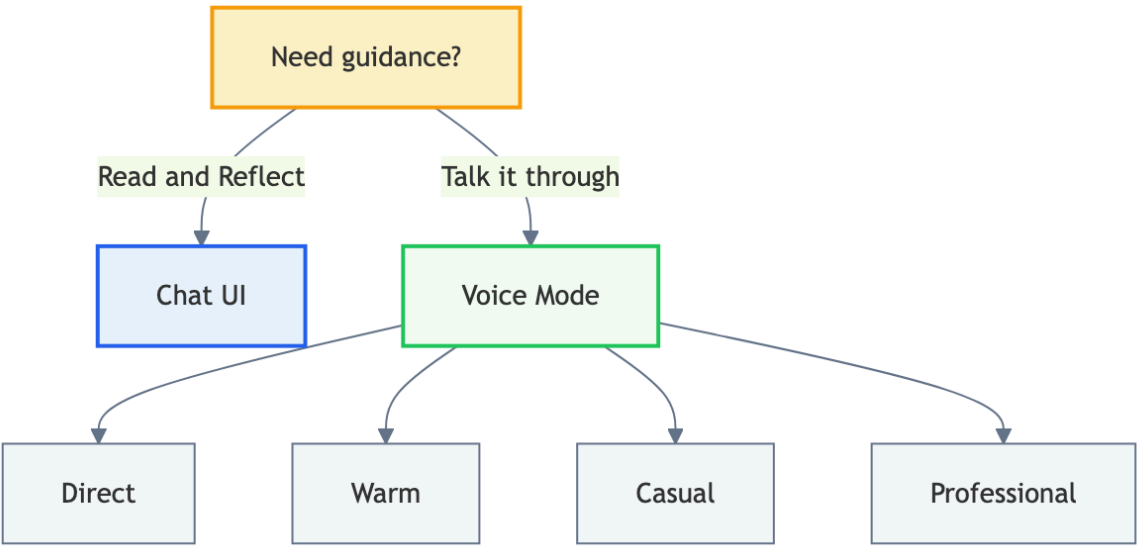 Need guidance?
Read and Reflect
Talk it through
Chat UI
Voice Mode
Direct
Warm
Casual
Professional